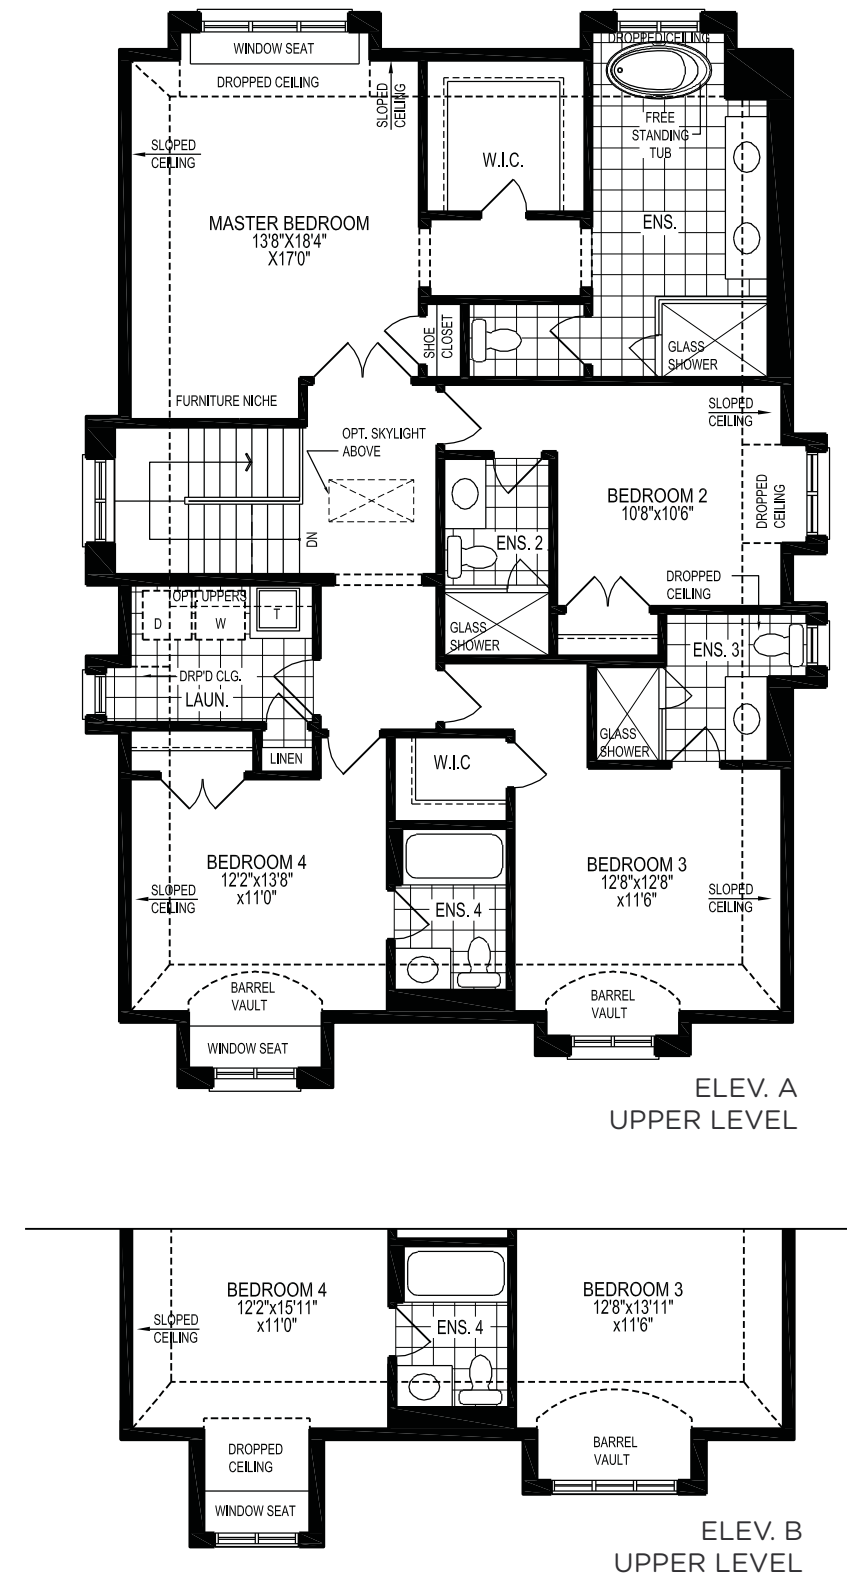 WINDOW SEAT
DROPPED CEILING
DROPPED CEILING
SLOPED
CEILING
FREE
STANDING
TUB
SLOPED
CEILING
W.I.C.
MASTER BEDROOM
13'8"X18'4"
X17'0"
ENS.
SHOE
CLOSET
GLASS
SHOWER
FURNITURE NICHE
SLOPED
CEILING
OPT. SKYLIGHT
ABOVE
BEDROOM 2
10'8"x10'6"
DROPPED
CEILING
DN
ENS. 2
DROPPED
CEILING
OPT UPPERS
D
W
T
GLASS
SHOWER
ENS. 3
DRP'D CLG.
LAUN.
GLASS
SHOWER
LINEN
W.I.C
BEDROOM 4
12'2"x13'8"
x11'0"
BEDROOM 3
12'8"x12'8"
x11'6"
SLOPED
CEILING
ENS. 4
SLOPED
CEILING
BARREL
VAULT
BARREL
VAULT
WINDOW SEAT
ELEV. A
UPPER LEVEL
BEDROOM 4
12'2"x15'11"
x11'0"
BEDROOM 3
12'8"x13'11"
x11'6"
SLOPED
CEILING
ENS. 4
DROPPED
CEILING
BARREL
VAULT
WINDOW SEAT
ELEV. B
UPPER LEVEL